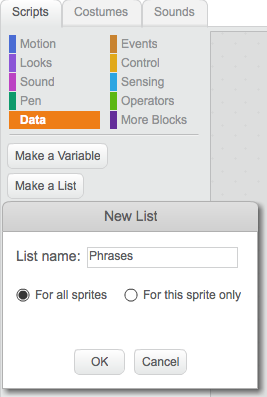 Scripts Costumes Sounds
Motion Events
Looks Control
Sound Sensing
Pen Operators
Data More Blocks
Make a Variable
Make a List
New List
List name: Phrases
For all sprites For this sprite only
OK Cancel